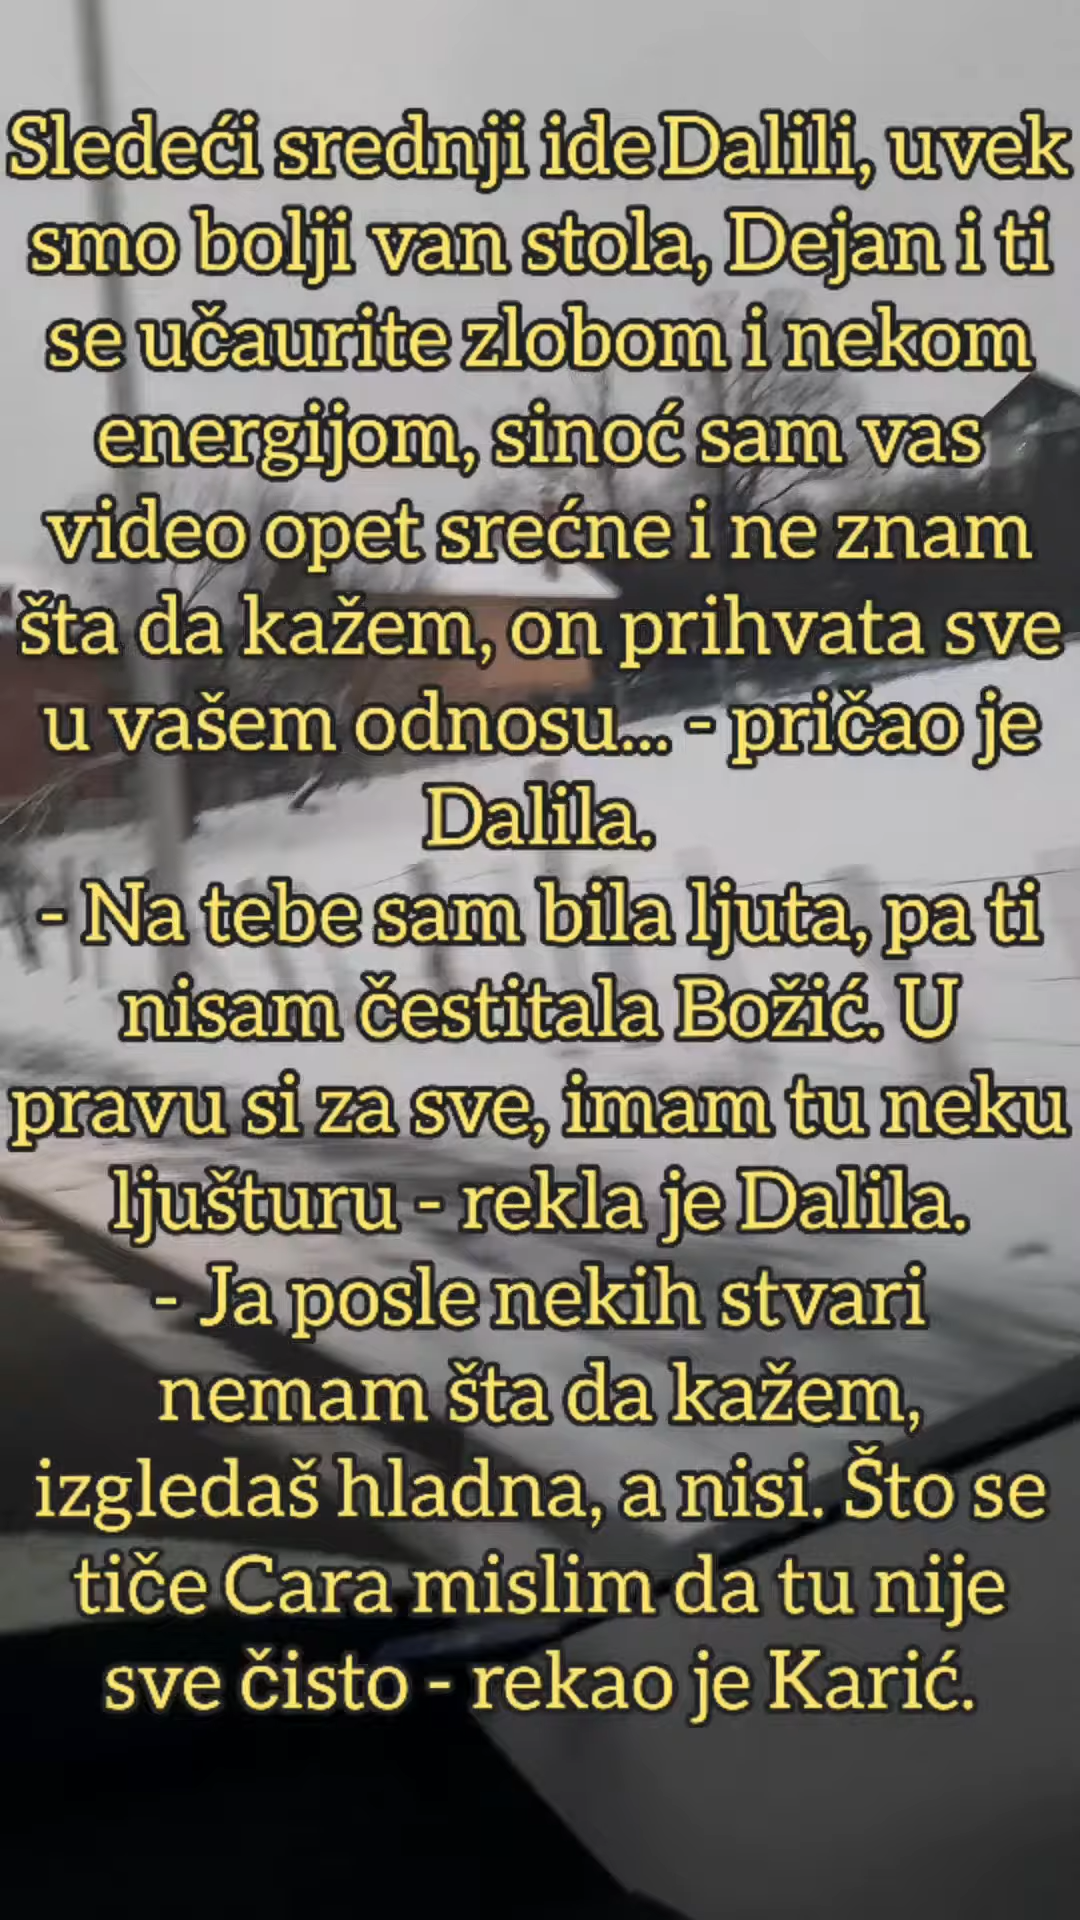 Sledeći srednji ide Dalili, uvek
smo bolji van stola, Dejan i ti
se učaurite zlobom i nekom
energijom, sinoć sam vas
video opet srećne i ne znam
šta da kažem, on prihvata sve
u vašem odnosu... - pričao je
Dalila.
- Na tebe sam bila ljuta, pa ti
nisam čestitala Božić. U
pravu si za sve, imam tu neku
ljušturu - rekla je Dalila.
- Ja posle nekih stvari
nemam šta da kažem,
izgledaš hladna, a nisi. Što se
tiče Cara mislim da tu nije
sve čisto - rekao je Karić.